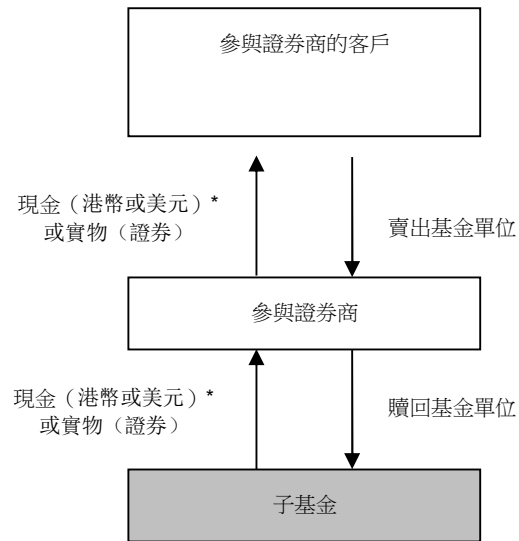 參與證券商的客戶
現金（港幣或美元）*
或實物（證券）
賣出基金單位
參與證券商
現金（港幣或美元）*
或實物（證券）
贖回基金單位
子基金